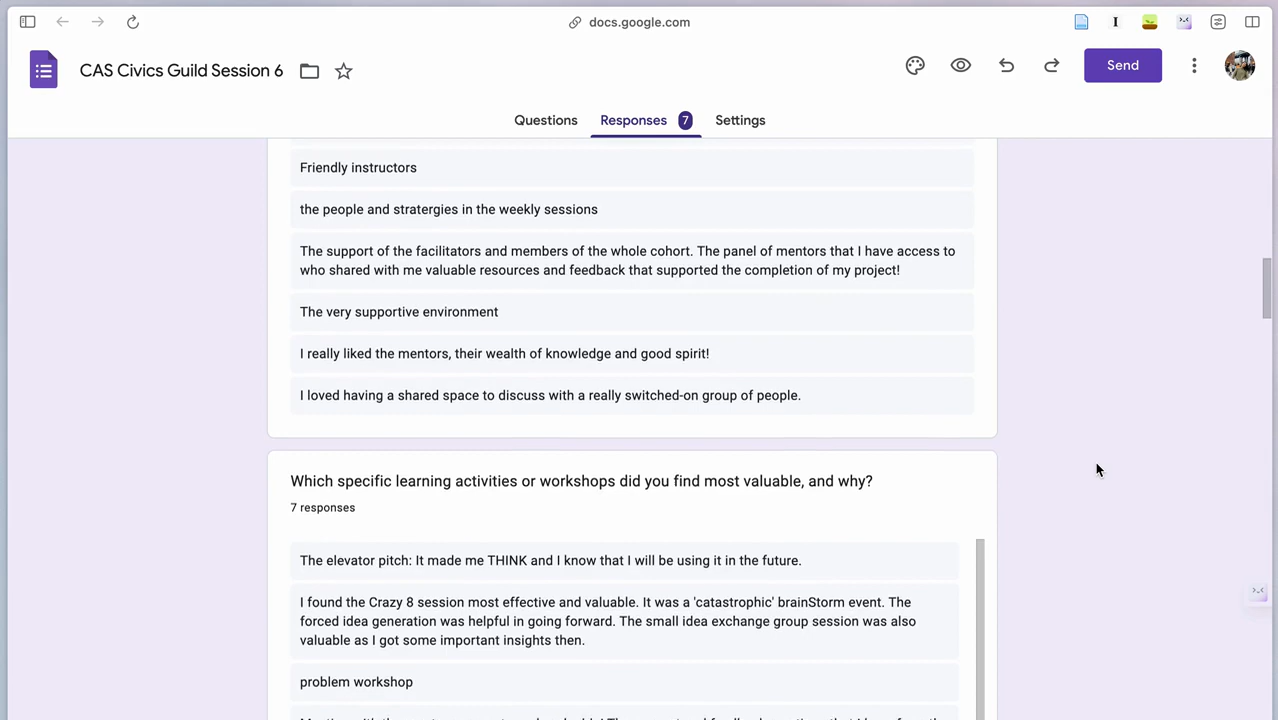 docs.google.com
CAS Civics Guild Session 6
Send
Questions
Responses 7
Settings
Friendly instructors
the people and stratergies in the weekly sessions
The support of the facilitators and members of the whole cohort. The panel of mentors that I have access to
who shared with me valuable resources and feedback that supported the completion of my project!
The very supportive environment
I really liked the mentors, their wealth of knowledge and good spirit!
I loved having a shared space to discuss with a really switched-on group of people.
Which specific learning activities or workshops did you find most valuable, and why?
7 responses
The elevator pitch: It made me THINK and I know that I will be using it in the future.
I found the Crazy 8 session most effective and valuable. It was a 'catastrophic' brainStorm event. The
forced idea generation was helpful in going forward. The small idea exchange group session was also
valuable as I got some important insights then.
problem workshop